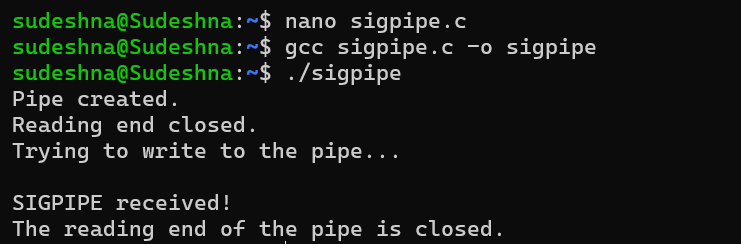 sudeshna@Sudeshna:~$ nano sigpipe.c
sudeshna@Sudeshna:~$ gcc sigpipe.c -o sigpipe
sudeshna@Sudeshna:~$ ./sigpipe
Pipe created.
Reading end closed.
Trying to write to the pipe...

SIGPIPE received!
The reading end of the pipe is closed.